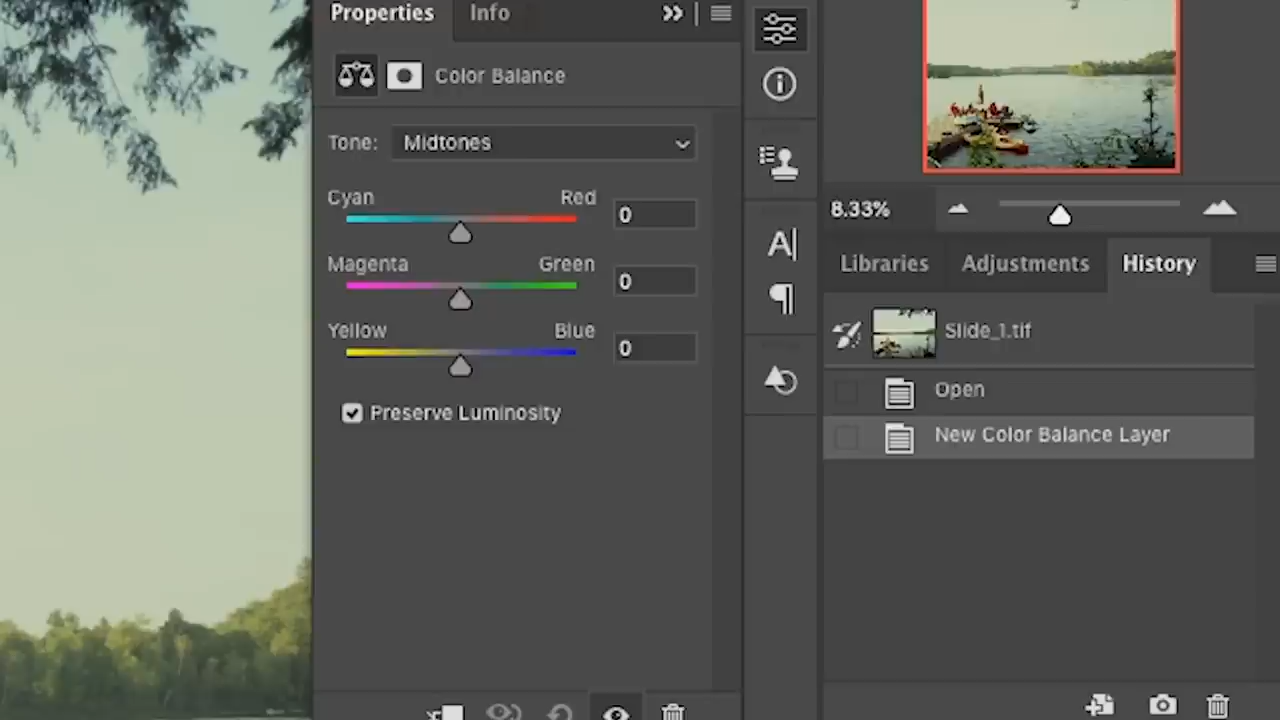 Properties
Info
Color Balance
Tone:
Midtones
Cyan
Red
0
Magenta
Green
0
Yellow
Blue
0
Preserve Luminosity
A
8.33%
Libraries
Adjustments
History
Slide_1.tif
Open
New Color Balance Layer